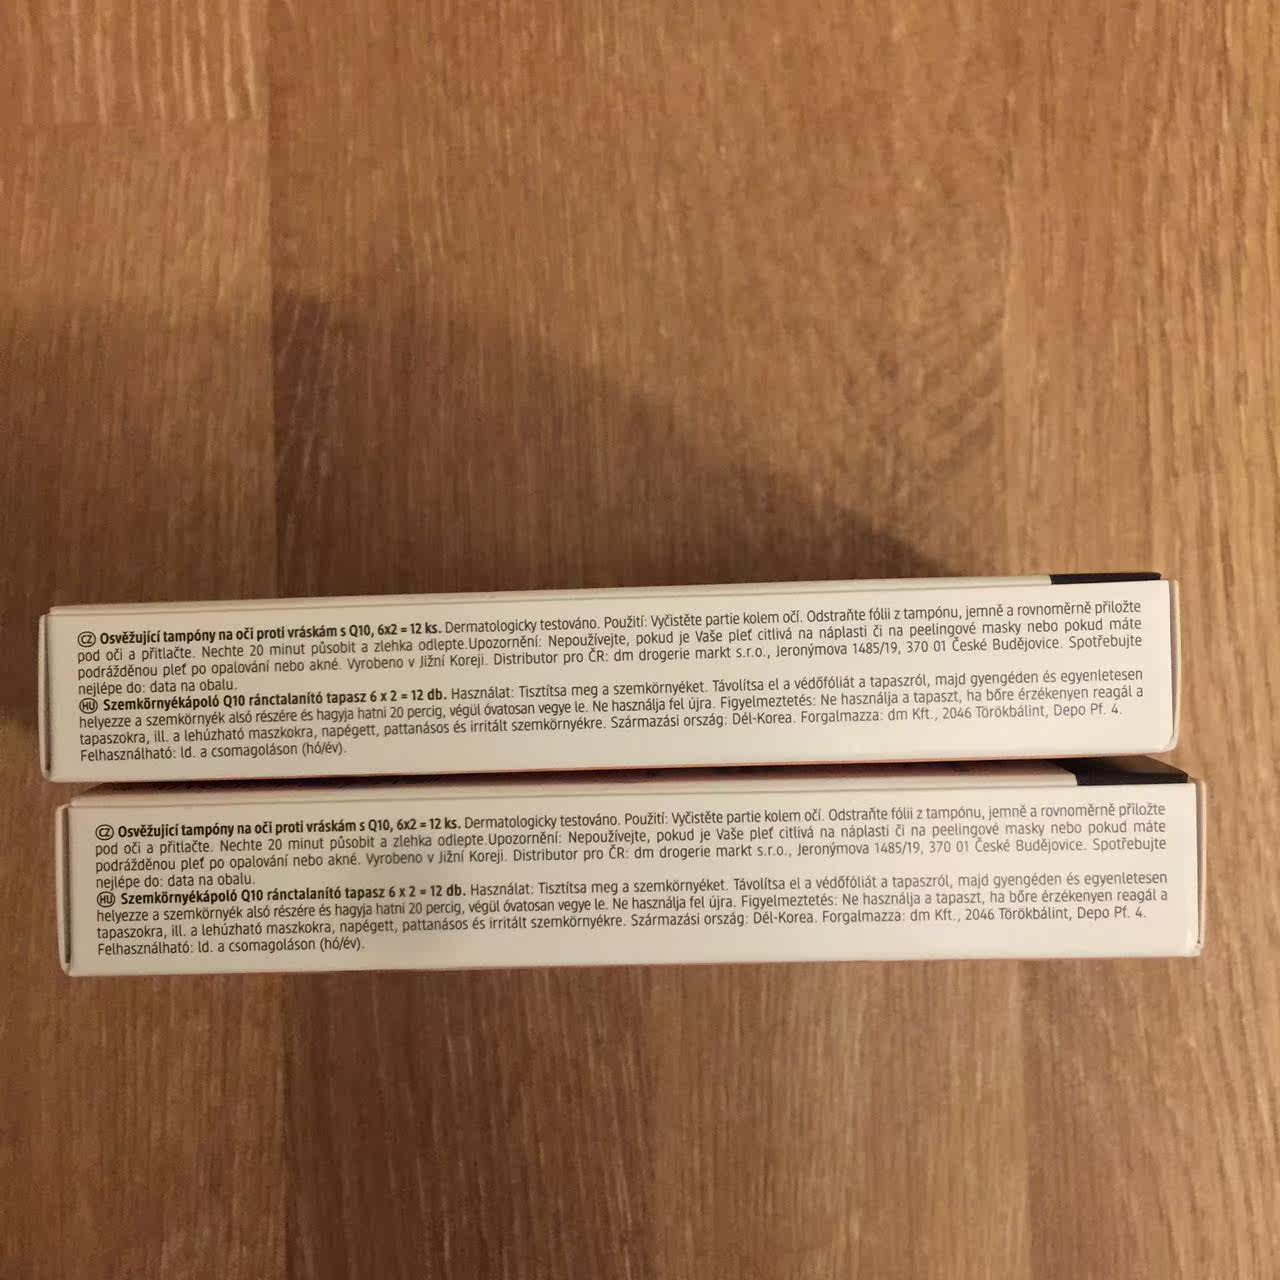 CZ Osvěžující tampóny na oči proti vráskám s Q10, 6x2 = 12 ks. Dermatologicky testováno. Použití: Vyčistěte partie kolem očí. Odstraňte fólii z tampónu, jemně a rovnoměrně přiložte
pod oči a přitlačte. Nechte 20 minut působit a zlehka odlepte.Upozornění: Nepoužívejte, pokud je Vaše pleť citlivá na náplasti či na peelingové masky nebo pokud máte
podrážděnou pleť po opalování nebo akné. Vyrobeno v Jižní Koreji. Distributor pro ČR: dm drogerie markt s.r.o., Jeronýmova 1485/19, 370 01 České Budějovice. Spotřebujte
nejlépe do: data na obalu.
HU Szemkörnyékápoló Q10 ránctalanító tapasz 6 x 2 = 12 db. Használat: Tisztítsa meg a szemkörnyéket. Távolítsa el a védőfóliát a tapaszról, majd gyengéden és egyenletesen
helyezze a szemkörnyék alsó részére és hagyja hatni 20 percig, végül óvatosan vegye le. Ne használja fel újra. Figyelmeztetés: Ne használja a tapaszt, ha bőre érzékenyen reagál a
tapaszokra, ill. a lehúzható maszkokra, napégett, pattanásos és irritált szemkörnyékre. Származási ország: Dél-Korea. Forgalmazza: dm Kft., 2046 Törökbálint, Depo Pf. 4.
Felhasználható: ld. a csomagoláson (hó/év).
CZ Osvěžující tampóny na oči proti vráskám s Q10, 6x2 = 12 ks. Dermatologicky testováno. Použití: Vyčistěte partie kolem očí. Odstraňte fólii z tampónu, jemně a rovnoměrně přiložte
pod oči a přitlačte. Nechte 20 minut působit a zlehka odlepte.Upozornění: Nepoužívejte, pokud je Vaše pleť citlivá na náplasti či na peelingové masky nebo pokud máte
podrážděnou pleť po opalování nebo akné. Vyrobeno v Jižní Koreji. Distributor pro ČR: dm drogerie markt s.r.o., Jeronýmova 1485/19, 370 01 České Budějovice. Spotřebujte
nejlépe do: data na obalu.
HU Szemkörnyékápoló Q10 ránctalanító tapasz 6 x 2 = 12 db. Használat: Tisztítsa meg a szemkörnyéket. Távolítsa el a védőfóliát a tapaszról, majd gyengéden és egyenletesen
helyezze a szemkörnyék alsó részére és hagyja hatni 20 percig, végül óvatosan vegye le. Ne használja fel újra. Figyelmeztetés: Ne használja a tapaszt, ha bőre érzékenyen reagál a
tapaszokra, ill. a lehúzható maszkokra, napégett, pattanásos és irritált szemkörnyékre. Származási ország: Dél-Korea. Forgalmazza: dm Kft., 2046 Törökbálint, Depo Pf. 4.
Felhasználható: ld. a csomagoláson (hó/év).